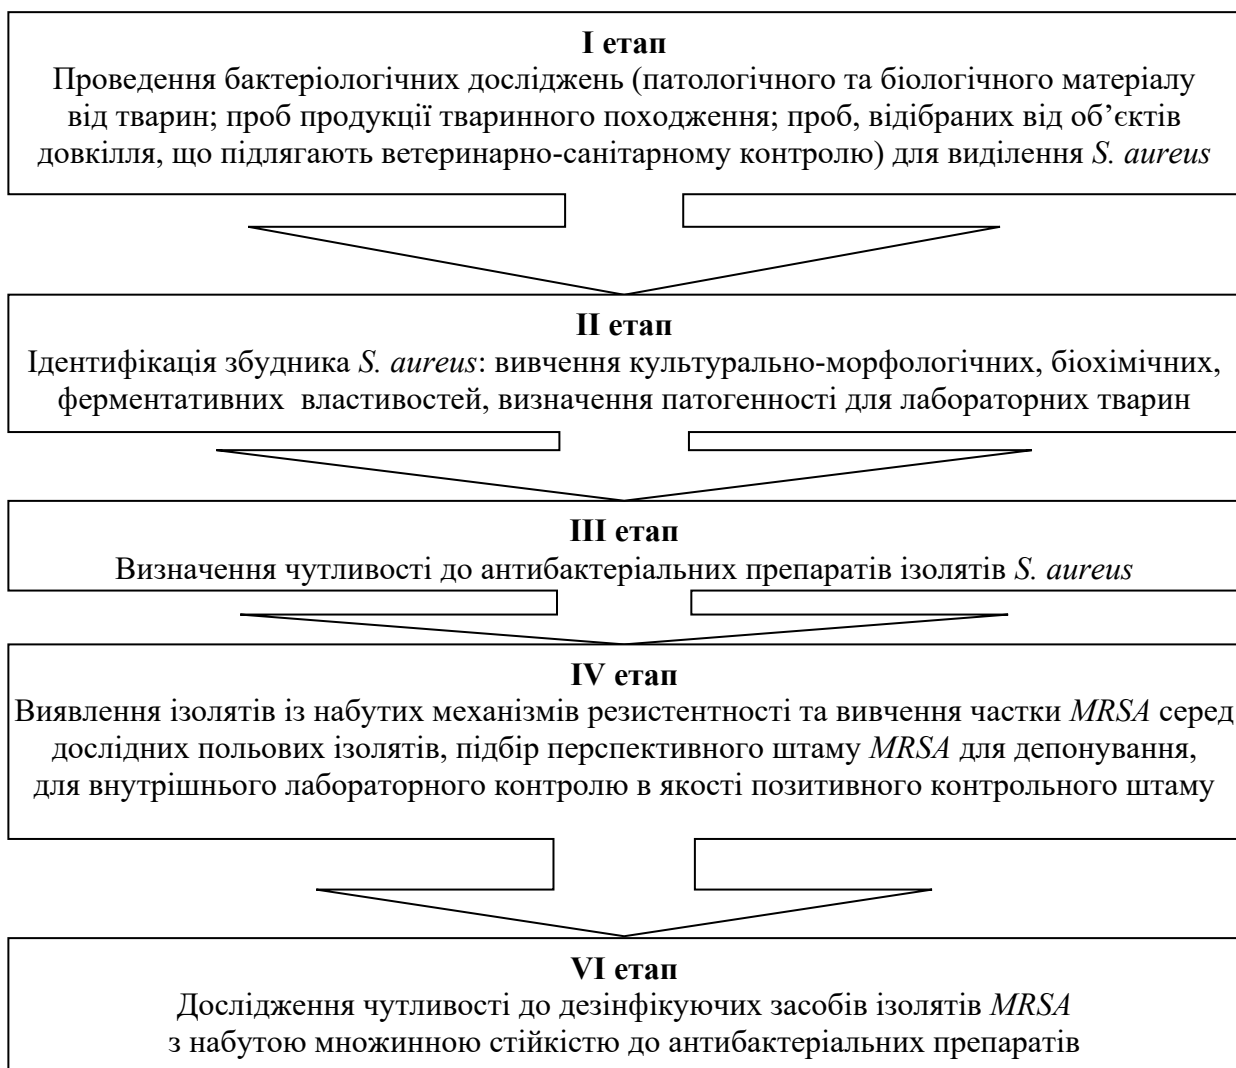 I етап
Проведення бактеріологічних досліджень (патологічного та біологічного матеріалу
від тварин; проб продукції тваринного походження; проб, відібраних від об’єктів
довкілля, що підлягають ветеринарно-санітарному контролю) для виділення S. aureus
II етап
Ідентифікація збудника S. aureus: вивчення культурально-морфологічних, біохімічних,
ферментативних властивостей, визначення патогенності для лабораторних тварин
III етап
Визначення чутливості до антибактеріальних препаратів ізолятів S. aureus
IV етап
Виявлення ізолятів із набутих механізмів резистентності та вивчення частки MRSA серед
дослідних польових ізолятів, підбір перспективного штаму MRSA для депонування,
для внутрішнього лабораторного контролю в якості позитивного контрольного штаму
VI етап
Дослідження чутливості до дезінфікуючих засобів ізолятів MRSA
з набутою множинною стійкістю до антибактеріальних препаратів